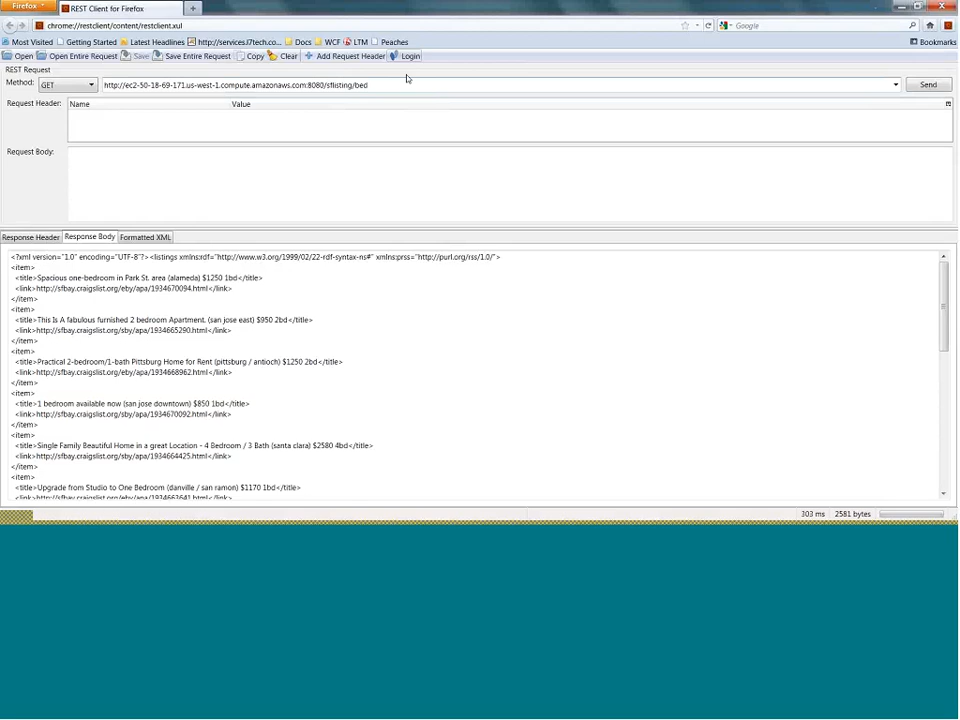 Firefox
REST Client for Firefox
chrome://restclient/content/restclient.xul
Google
Most Visited Getting Started Latest Headlines http://services.l7tech.co... Docs WCF LTM Peaches Bookmarks
Open Open Entire Request Save Save Entire Request Copy Clear Add Request Header Login
REST Request
Method: GET http://ec2-50-18-69-171.us-west-1.compute.amazonaws.com:8080/sflisting/bed Send
Request Header: Name Value
Request Body:
Response Header Response Body Formatted XML
<?xml version="1.0" encoding="UTF-8"?><listings xmlns:rdf="http://www.w3.org/1999/02/22-rdf-syntax-ns#" xmlns:prss="http://purl.org/rss/1.0/">
<item>
<title>Spacious one-bedroom in Park St. area (alameda) $1250 1bd</title>
<link>http://sfbay.craigslist.org/eby/apa/1934670094.html</link>
</item>
<item>
<title>This Is A fabulous furnished 2 bedroom Apartment. (san jose east) $950 2bd</title>
<link>http://sfbay.craigslist.org/sby/apa/1934665290.html</link>
</item>
<item>
<title>Practical 2-bedroom/1-bath Pittsburg Home for Rent (pittsburg / antioch) $1250 2bd</title>
<link>http://sfbay.craigslist.org/eby/apa/1934668962.html</link>
</item>
<item>
<title>1 bedroom available now (san jose downtown) $850 1bd</title>
<link>http://sfbay.craigslist.org/sby/apa/1934670092.html</link>
</item>
<item>
<title>Single Family Beautiful Home in a great Location - 4 Bedroom / 3 Bath (santa clara) $2580 4bd</title>
<link>http://sfbay.craigslist.org/sby/apa/1934664425.html</link>
</item>
<item>
<title>Upgrade from Studio to One Bedroom (danville / san ramon) $1170 1bd</title>
<link>http://sfbay.craigslist.org/eby/apa/1934663641.html</link>
303 ms 2581 bytes